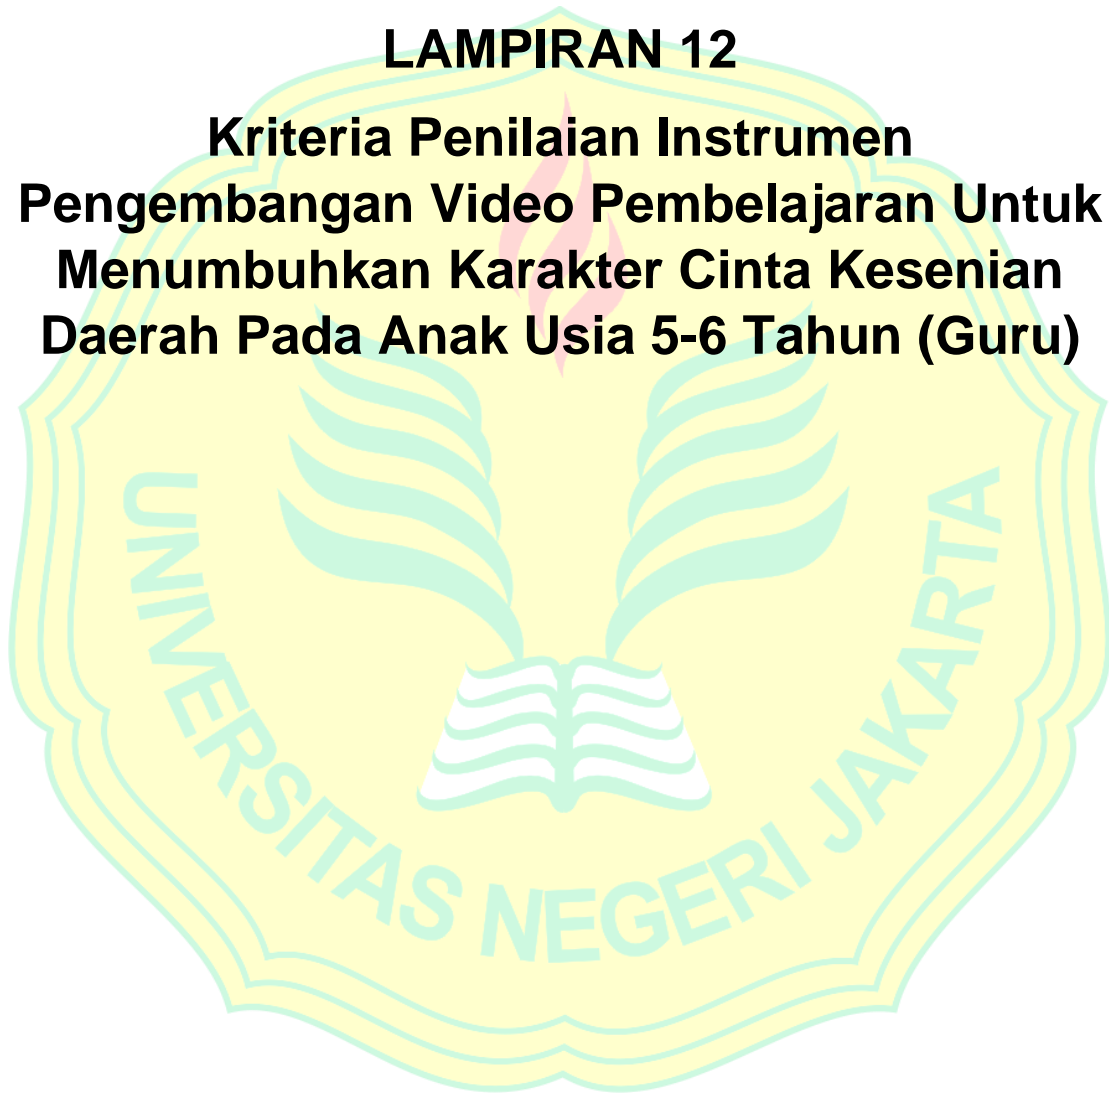 LAMPIRAN 12
Kriteria Penilaian Instrumen
Pengembangan Video Pembelajaran Untuk
Menumbuhkan Karakter Cinta Kesenian
Daerah Pada Anak Usia 5-6 Tahun (Guru)
UNIVERSITAS NEGERI JAKARTA